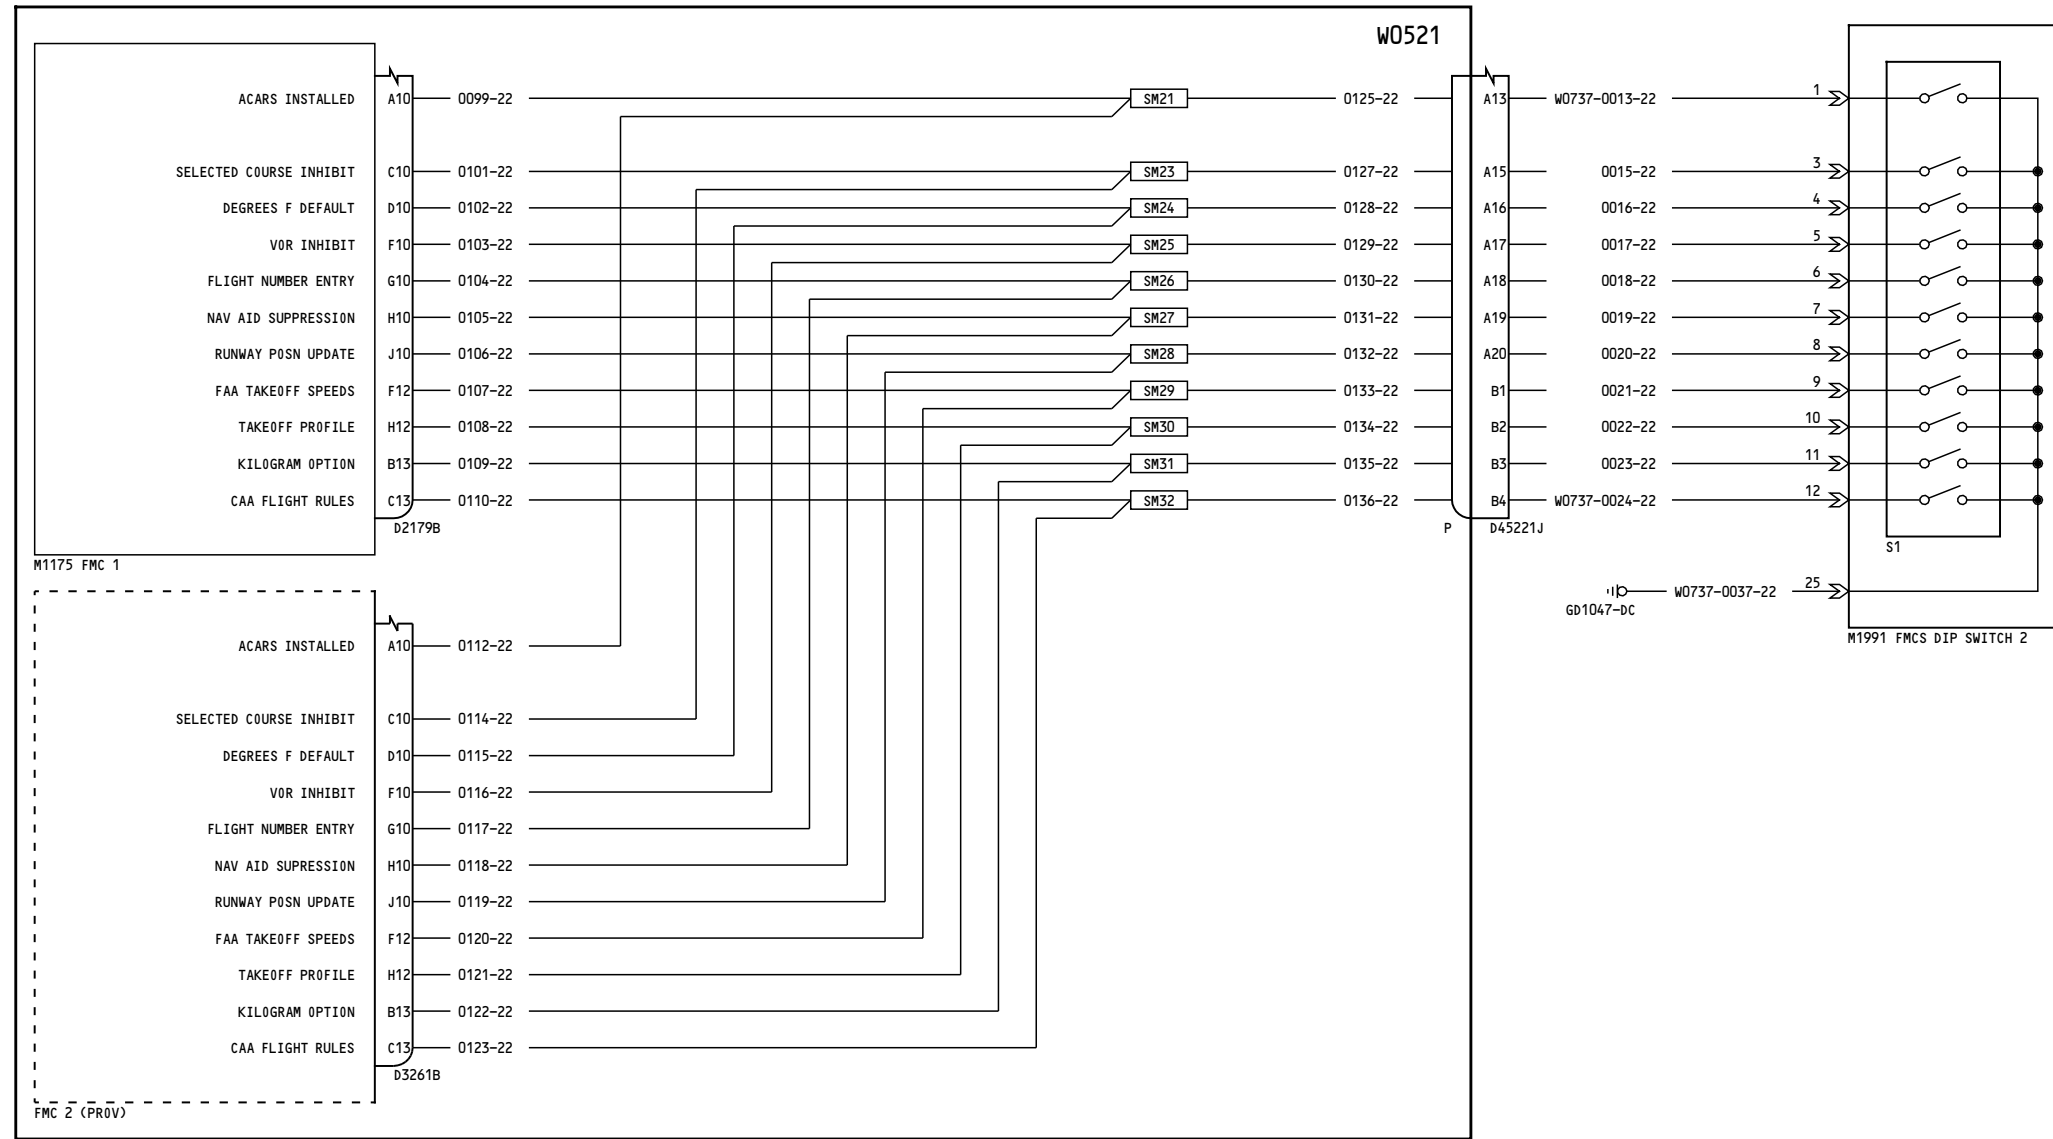 W0521
ACARS INSTALLED A10 0099-22 SM21 0125-22 A13 W0737-0013-22 1
SELECTED COURSE INHIBIT C10 0101-22 SM23 0127-22 A15 0015-22 3
DEGREES F DEFAULT D10 0102-22 SM24 0128-22 A16 0016-22 4
VOR INHIBIT F10 0103-22 SM25 0129-22 A17 0017-22 5
FLIGHT NUMBER ENTRY G10 0104-22 SM26 0130-22 A18 0018-22 6
NAV AID SUPPRESSION H10 0105-22 SM27 0131-22 A19 0019-22 7
RUNWAY POSN UPDATE J10 0106-22 SM28 0132-22 A20 0020-22 8
FAA TAKEOFF SPEEDS F12 0107-22 SM29 0133-22 B1 0021-22 9
TAKEOFF PROFILE H12 0108-22 SM30 0134-22 B2 0022-22 10
KILOGRAM OPTION B13 0109-22 SM31 0135-22 B3 0023-22 11
CAA FLIGHT RULES C13 0110-22 SM32 0136-22 B4 W0737-0024-22 12
D2179B P D45221J
S1
M1175 FMC 1
W0737-0037-22 25
GD1047-DC
M1991 FMCS DIP SWITCH 2
ACARS INSTALLED A10 0112-22
SELECTED COURSE INHIBIT C10 0114-22
DEGREES F DEFAULT D10 0115-22
VOR INHIBIT F10 0116-22
FLIGHT NUMBER ENTRY G10 0117-22
NAV AID SUPRESSION H10 0118-22
RUNWAY POSN UPDATE J10 0119-22
FAA TAKEOFF SPEEDS F12 0120-22
TAKEOFF PROFILE H12 0121-22
KILOGRAM OPTION B13 0122-22
CAA FLIGHT RULES C13 0123-22
D3261B
FMC 2 (PROV)